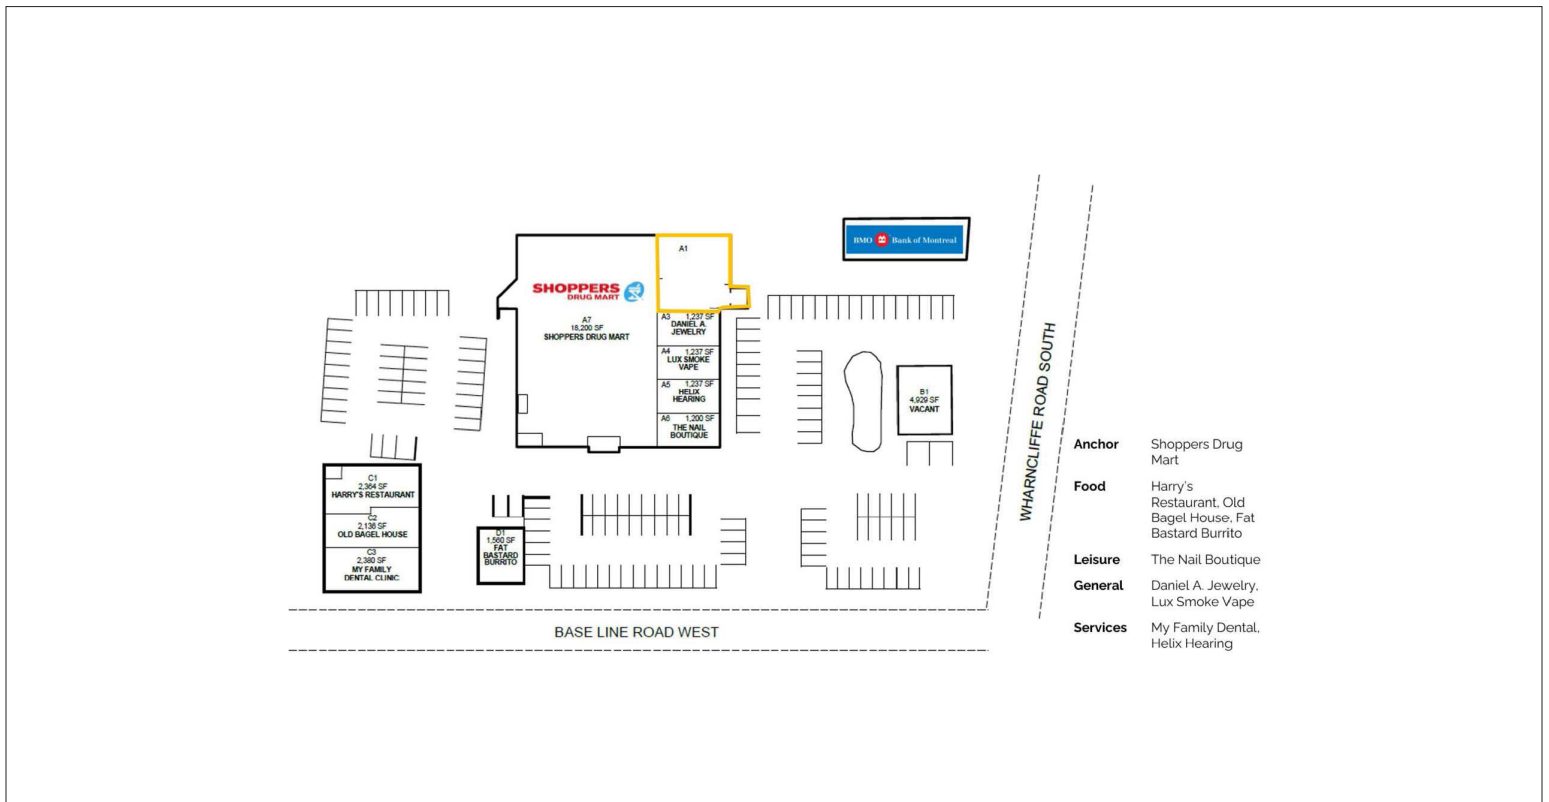 A1
BMO Bank of Montreal
SHOPPERS
DRUG MART
A7
18,200 SF
SHOPPERS DRUG MART
A3 1,237 SF
DANIEL A.
JEWELRY
A4 1,237 SF
LUX SMOKE
VAPE
A5 1,237 SF
HELIX
HEARING
A6 1,200 SF
THE NAIL
BOUTIQUE
B1
4,929 SF
VACANT
WHARNCLIFFE ROAD SOUTH
C1
2,364 SF
HARRY'S RESTAURANT
C2
2,136 SF
OLD BAGEL HOUSE
C3
2,380 SF
MY FAMILY
DENTAL CLINIC
D1
1,560 SF
FAT
BASTARD
BURRITO
BASE LINE ROAD WEST
Anchor Shoppers Drug
Mart
Food Harry's
Restaurant, Old
Bagel House, Fat
Bastard Burrito
Leisure The Nail Boutique
General Daniel A. Jewelry,
Lux Smoke Vape
Services My Family Dental,
Helix Hearing